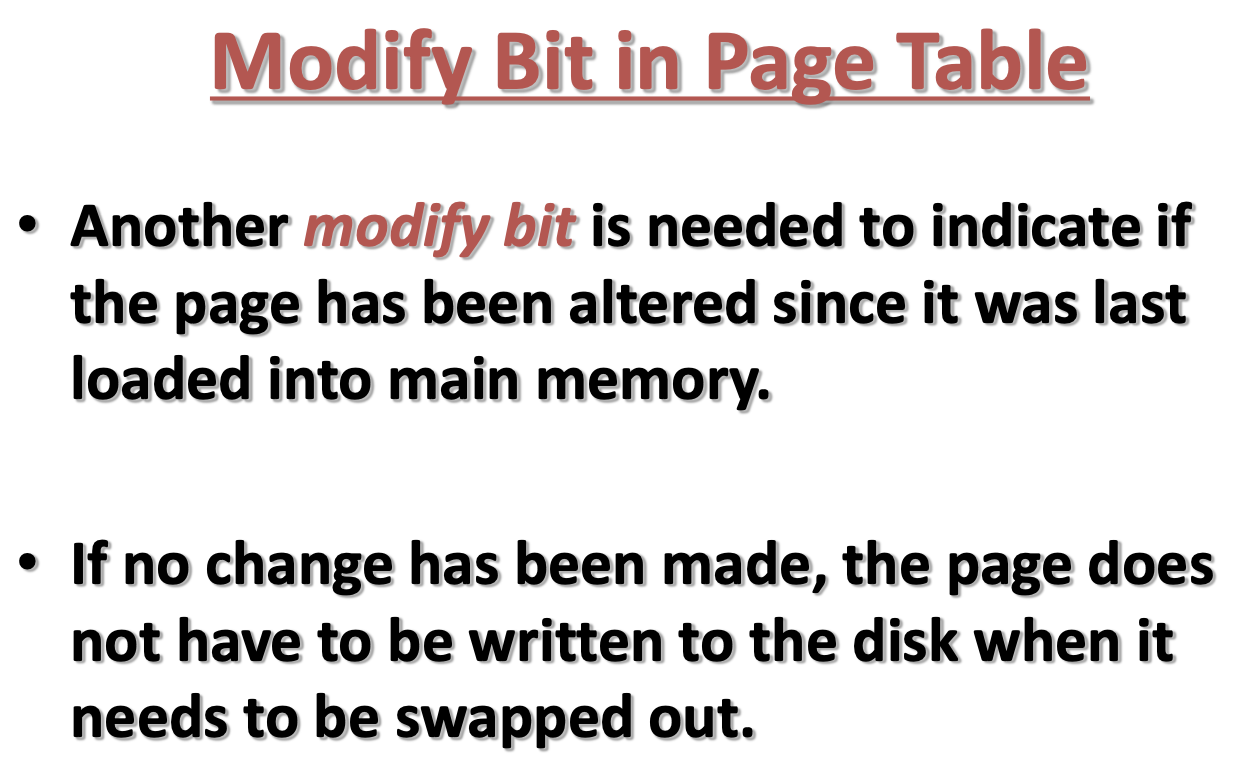 Modify Bit in Page Table
• Another modify bit is needed to indicate if
the page has been altered since it was last
loaded into main memory.
• If no change has been made, the page does
not have to be written to the disk when it
needs to be swapped out.